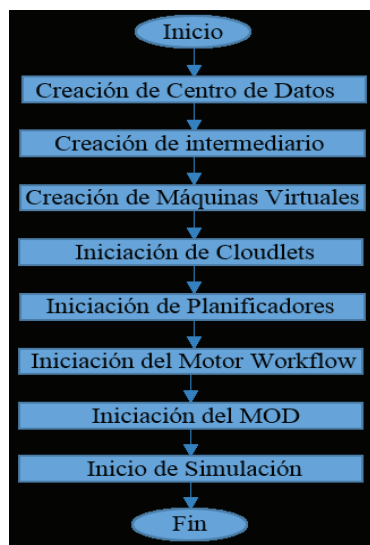 Inicio
Creación de Centro de Datos
Creación de intermediario
Creación de Máquinas Virtuales
Iniciación de Cloudlets
Iniciación de Planificadores
Iniciación del Motor Workflow
Iniciación del MOD
Inicio de Simulación
Fin